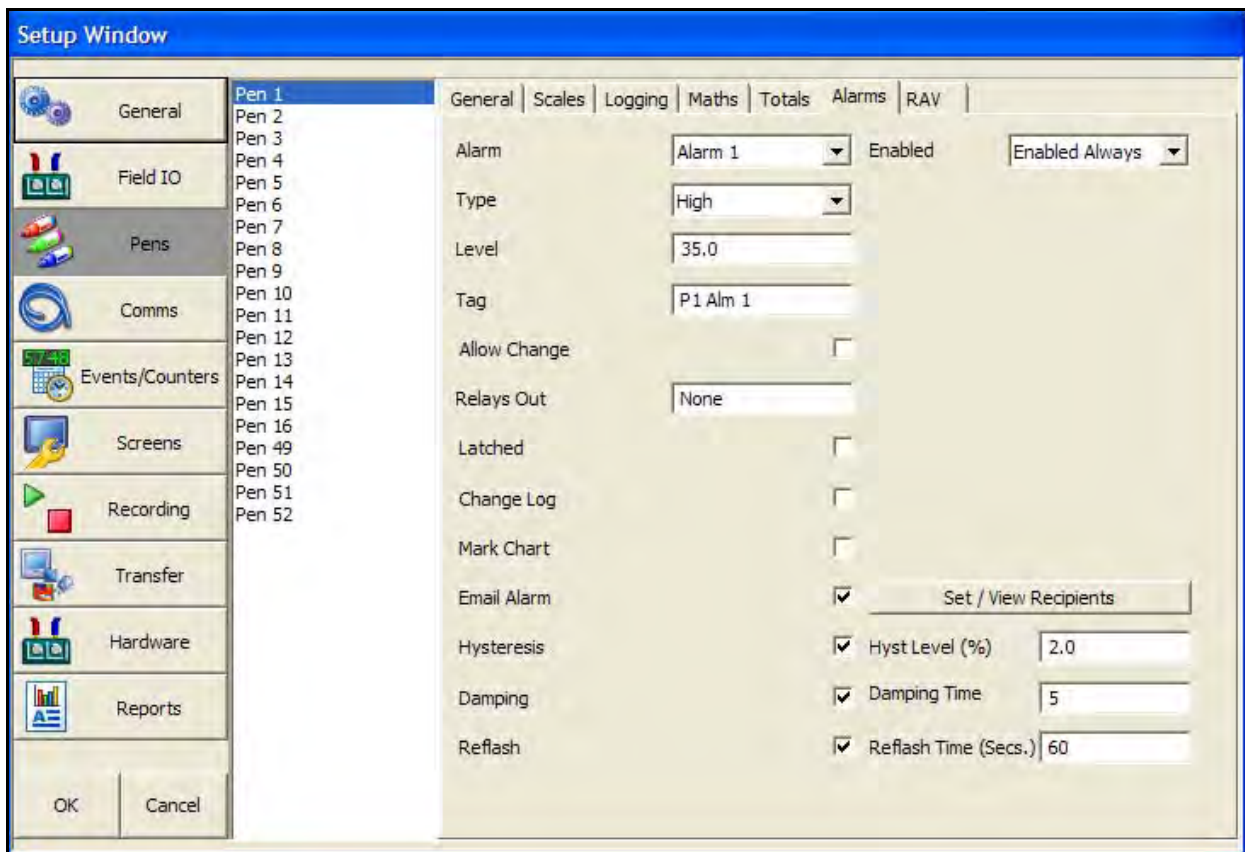 Setup Window
General
Field IO
Pens
Comms
57:48
Events/Counters
Screens
Recording
Transfer
Hardware
A
Reports
OK
Cancel
Pen 1
Pen 2
Pen 3
Pen 4
Pen 5
Pen 6
Pen 7
Pen 8
Pen 9
Pen 10
Pen 11
Pen 12
Pen 13
Pen 14
Pen 15
Pen 16
Pen 49
Pen 50
Pen 51
Pen 52
General Scales Logging Maths Totals Alarms RAV
Alarm Alarm 1 Enabled Enabled Always
Type High
Level 35.0
Tag P1 Alm 1
Allow Change
Relays Out None
Latched
Change Log
Mark Chart
Email Alarm Set / View Recipients
Hysteresis Hyst Level (%) 2.0
Damping Damping Time 5
Reflash Reflash Time (Secs.) 60